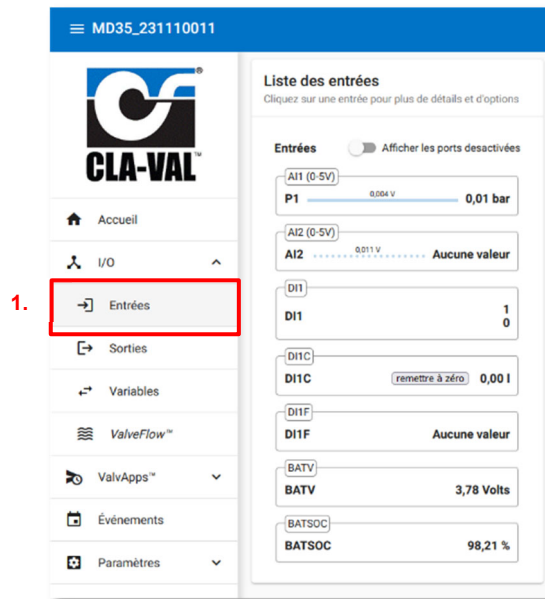 MD35_231110011
CLA-VAL™
Accueil
I/O
1.
Entrées
Sorties
Variables
ValveFlow™
ValvApps™
Événements
Paramètres
Liste des entrées
Cliquez sur une entrée pour plus de détails et d'options
Entrées Afficher les ports desactivées
AI1 (0-5V)
P1 0,004 V 0,01 bar
AI2 (0-5V)
AI2 0,011 V Aucune valeur
DI1
DI1 1
0
DI1C
DI1C remettre à zéro 0,00 l
DI1F
DI1F Aucune valeur
BATV
BATV 3,78 Volts
BATSOC
BATSOC 98,21 %